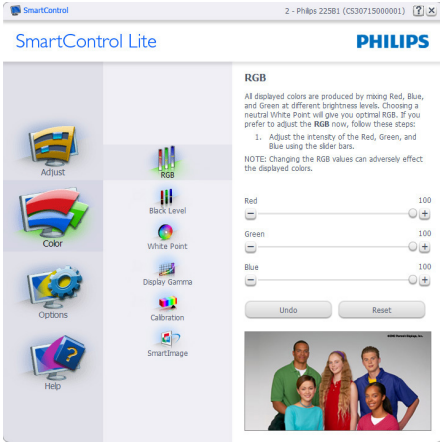 SmartControl
2 - Philips 225B1 (CS30715000001)
SmartControl Lite
PHILIPS
Adjust
Color
Options
Help
RGB
Black Level
White Point
Display Gamma
Calibration
SmartImage
RGB
All displayed colors are produced by mixing Red, Blue,
and Green at different brightness levels. Choosing a
neutral White Point will give you optimal RGB. If you
prefer to adjust the RGB now, follow these steps:
1. Adjust the intensity of the Red, Green, and
Blue using the slider bars.
NOTE: Changing the RGB values can adversely effect
the displayed colors.
Red 100
Green 100
Blue 100
Undo Reset